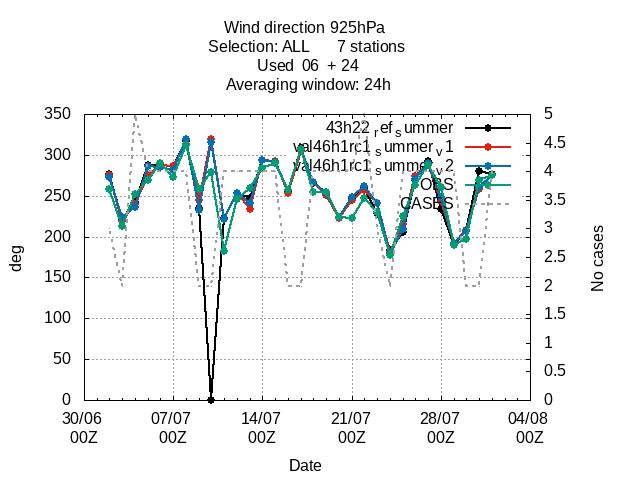 Wind direction 925hPa
Selection: ALL 7 stations
Used 06 + 24
Averaging window: 24h
350
300
250
200
150
100
50
0
deg
5
4.5
4
3.5
3
2.5
2
1.5
1
0.5
0
No cases
43h22refsummer
val46h1rc1summerv1
val46h1rc1summerv2
OBS
CASES
30/06 07/07 14/07 21/07 28/07 04/08
00Z 00Z 00Z 00Z 00Z 00Z
Date